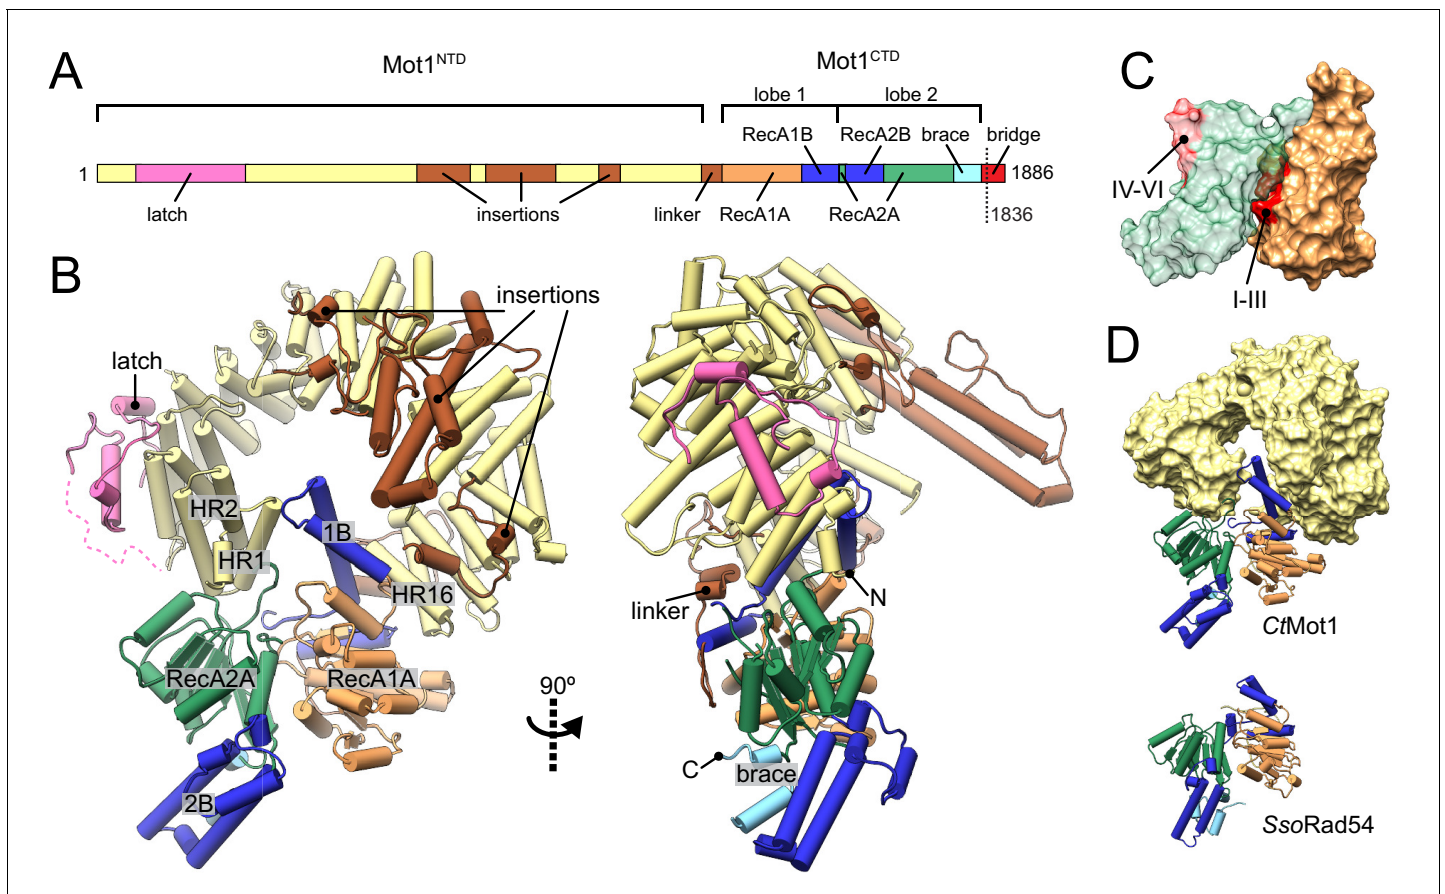 A
Mot1NTD
Mot1CTD
lobe 1
lobe 2
RecA1B
RecA2B
brace
bridge
1
1886
latch
insertions
linker
RecA1A
RecA2A
1836
B
insertions
latch
HR2
HR1
1B
HR16
RecA2A
RecA1A
2B
90º
linker
N
C
brace
C
IV-VI
I-III
D
CtMot1
SsoRad54